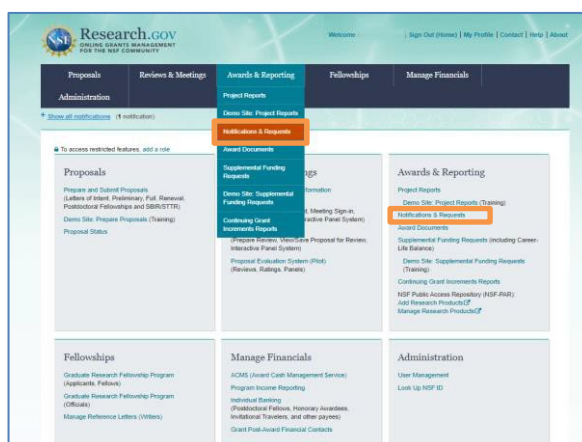 NSF
Research.gov
ONLINE GRANTS MANAGEMENT
FOR THE NSF COMMUNITY
Welcome
Sign Out (Home) | My Profile | Contact | Help | About
Proposals
Reviews & Meetings
Awards & Reporting
Fellowships
Manage Financials
Administration
Project Reports
Demo Site: Project Reports
Notifications & Requests
Award Documents
Supplemental Funding
Requests
Demo Site: Supplemental
Funding Requests
Continuing Grant
Increments Reports
Show all notifications (1 notification)
To access restricted features, add a role
Proposals
Prepare and Submit Proposals
(Letters of Intent, Preliminary, Full, Renewal,
Postdoctoral Fellowships and SBIR/STTR)
Demo Site: Prepare Proposals (Training)
Proposal Status
Meeting Sign-in,
(Prepare Review, View/Save Proposal for Review,
Interactive Panel System)
Proposal Evaluation System (Pilot)
(Reviews, Ratings, Panels)
Awards & Reporting
Project Reports
Demo Site: Project Reports (Training)
Notifications & Requests
Award Documents
Supplemental Funding Requests (including Career-
Life Balance)
Demo Site: Supplemental Funding Requests
(Training)
Continuing Grant Increments Reports
NSF Public Access Repository (NSF-PAR):
Add Research Products
Manage Research Products
Fellowships
Graduate Research Fellowship Program
(Applicants, Fellows)
Graduate Research Fellowship Program
(Officials)
Manage Reference Letters (Writers)
Manage Financials
ACM$ (Award Cash Management $ervice)
Program Income Reporting
Individual Banking
(Postdoctoral Fellows, Honorary Awardees,
Invitational Travelers, and other payees)
Grant Post-Award Financial Contacts
Administration
User Management
Look Up NSF ID